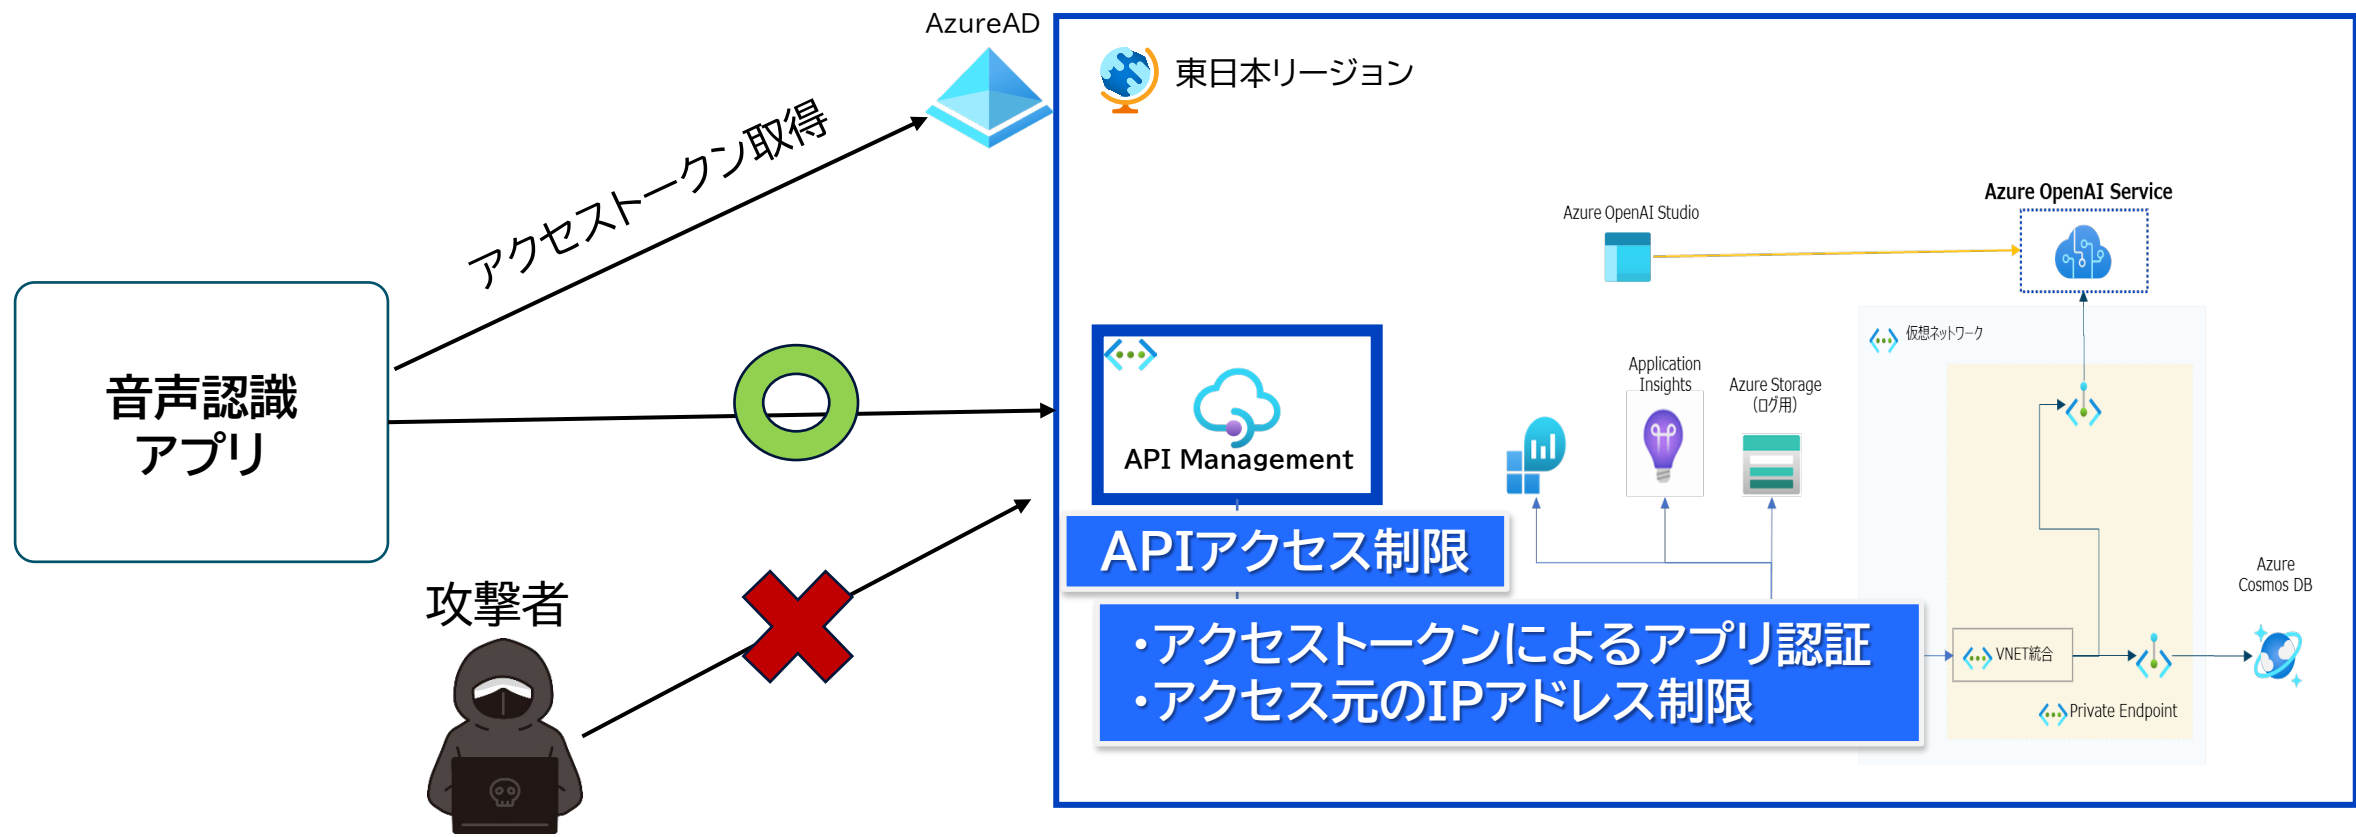 AzureAD
東日本リージョン
アクセストークン取得
Azure OpenAI Service
Azure OpenAI Studio
音声認識
アプリ
仮想ネットワーク
Application
Insights
Azure Storage
(ログ用)
API Management
APIアクセス制限
Azure
Cosmos DB
攻撃者
・アクセストークンによるアプリ認証
・アクセス元のIPアドレス制限
VNET統合
Private Endpoint